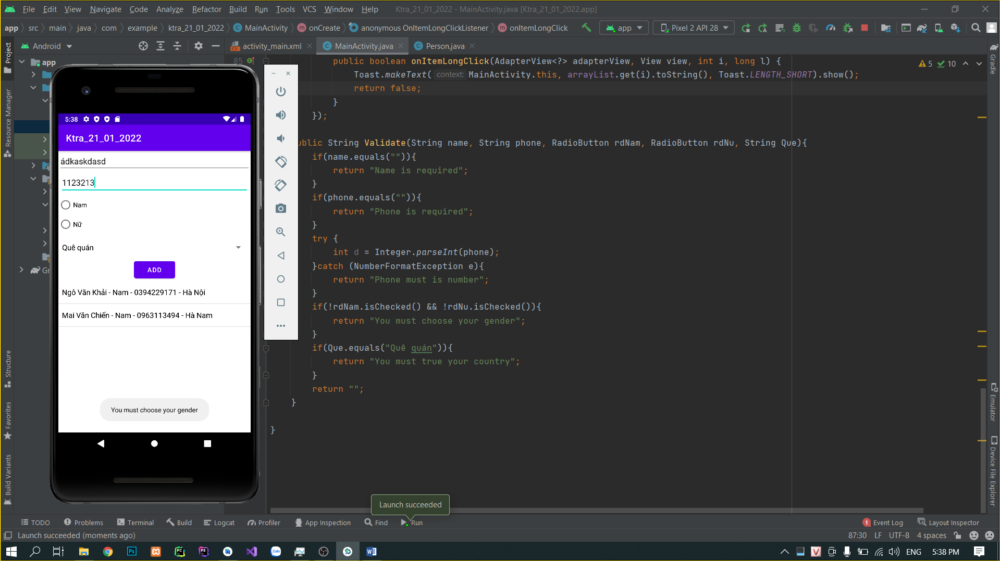 File Edit View Navigate Code Analyze Refactor Build Run Tools VCS Window Help Ktra_21_01_2022 - MainActivity.java [Ktra_21_01_2022.app]
app src main java com example ktra_21_01_2022 MainActivity onCreate anonymous OnItemLongClickListener onItemLongClick app Pixel 2 API 28
Project
Android
activity_main.xml MainActivity.java Person.java
Gradle
app
85 public boolean onItemLongClick(AdapterView<?> adapterView, View view, int i, long l) {
5 10
Toast.makeText( context: MainActivity.this, arrayList.get(i).toString(), Toast.LENGTH_SHORT).show();
return false;
}
});
Resource Manager
5:38
Ktra_21_01_2022
ádkaskdasd
1123213
Nam
Nữ
Quê quán
ADD
Ngô Văn Khải - Nam - 0394229171 - Hà Nội
Mai Văn Chiến - Nam - 0963113494 - Hà Nam
You must choose your gender
Gr
ublic String Validate(String name, String phone, RadioButton rdNam, RadioButton rdNu, String Que){
if(name.equals("")){
return "Name is required";
}
if(phone.equals("")){
return "Phone is required";
}
try {
int d = Integer.parseInt(phone);
}catch (NumberFormatException e){
return "Phone must is number";
}
if(!rdNam.isChecked() && !rdNu.isChecked()){
return "You must choose your gender";
}
if(Que.equals("Quê quán")){
return "You must true your country";
}
return "";
}
}
Structure
Favorites
Build Variants
Emulator
Device File Explorer
Launch succeeded
TODO Problems Terminal Build Logcat Profiler App Inspection Find Run 1 Event Log Layout Inspector
Launch succeeded (moments ago) 87:30 LF UTF-8 4 spaces
Ps PC PS Zalo W V ENG 5:38 PM